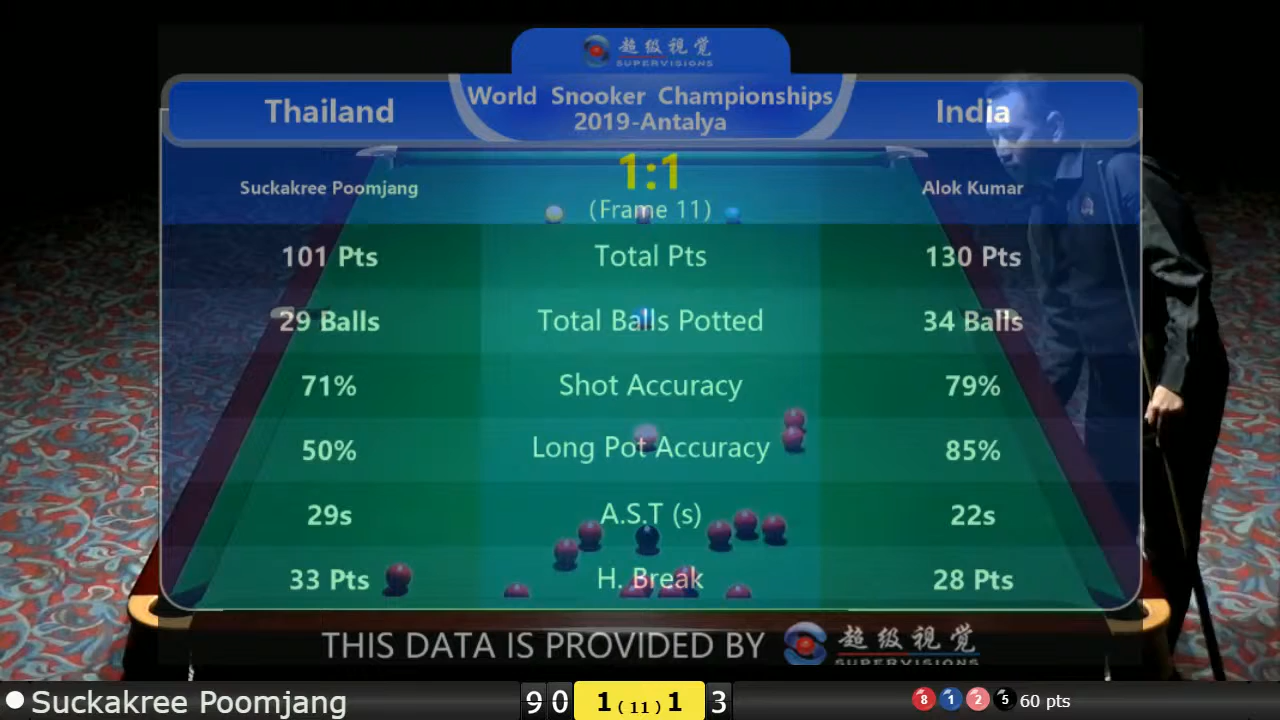 超级视觉
SUPERVISIONS
Thailand
World Snooker Championships
2019-Antalya
India
Suckakree Poomjang
1:1
Alok Kumar
(Frame 11)
101 Pts Total Pts 130 Pts
29 Balls Total Balls Potted 34 Balls
71% Shot Accuracy 79%
50% Long Pot Accuracy 85%
29s A.S.T (s) 22s
33 Pts H. Break 28 Pts
THIS DATA IS PROVIDED BY 超级视觉
SUPERVISIONS
Suckakree Poomjang 90 1 (11) 1 3 8 1 2 5 60 pts